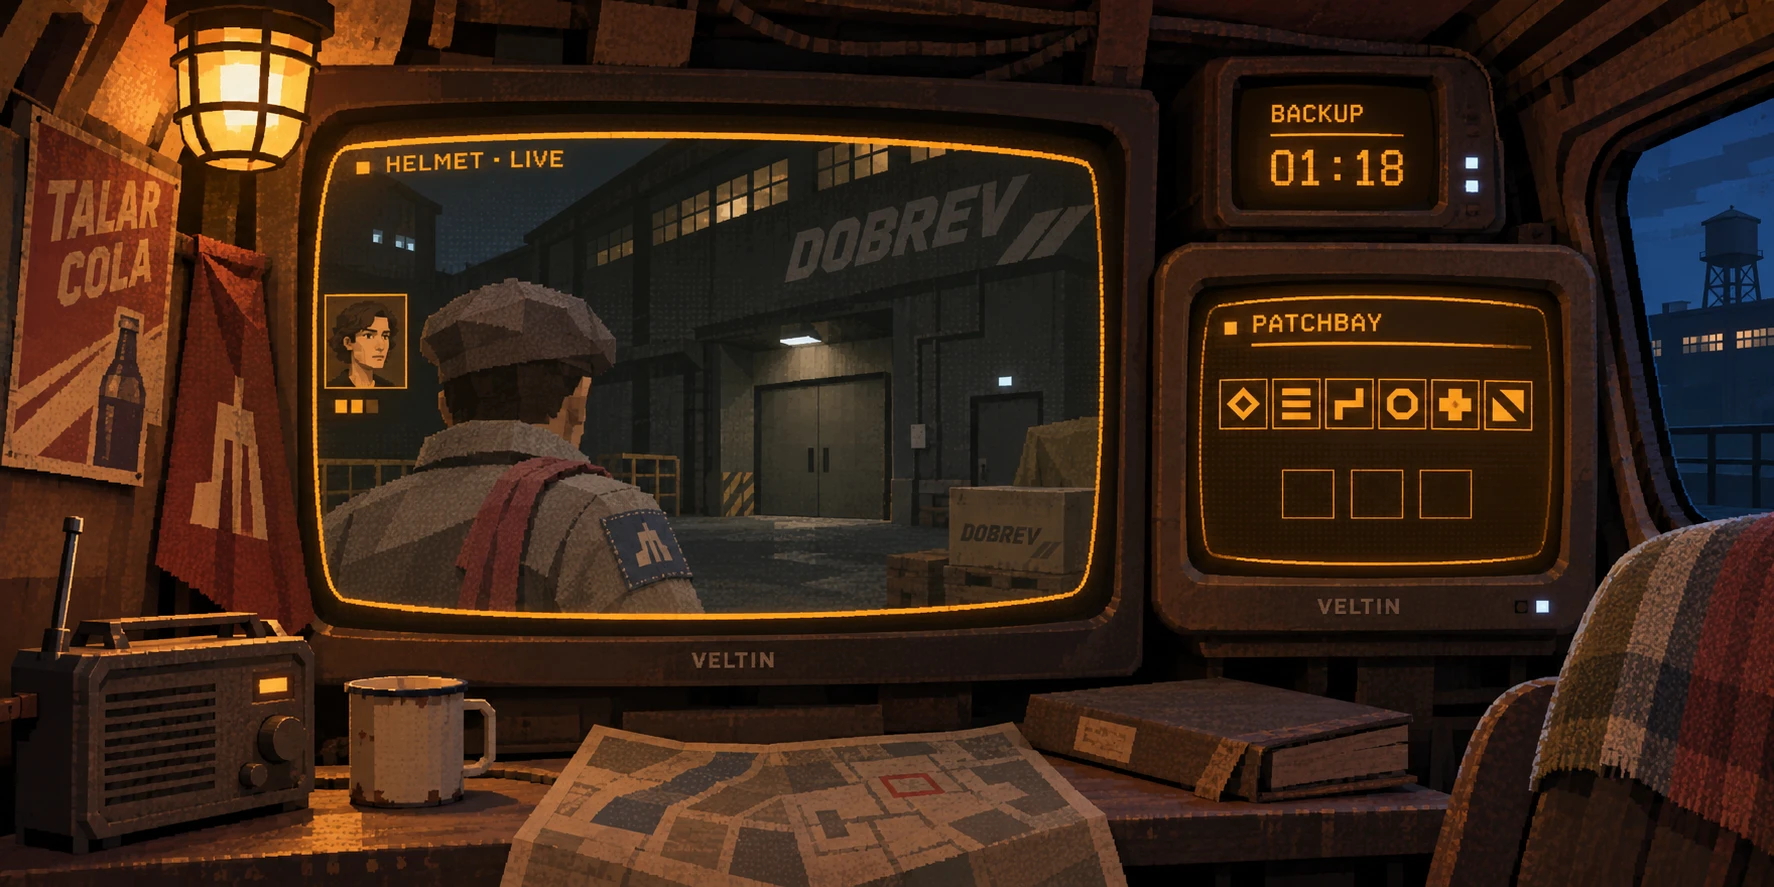 TALAR
COLA
HELMET · LIVE
DOBREV
DOBREV
VELTIN
BACKUP
01:18
PATCHBAY
VELTIN